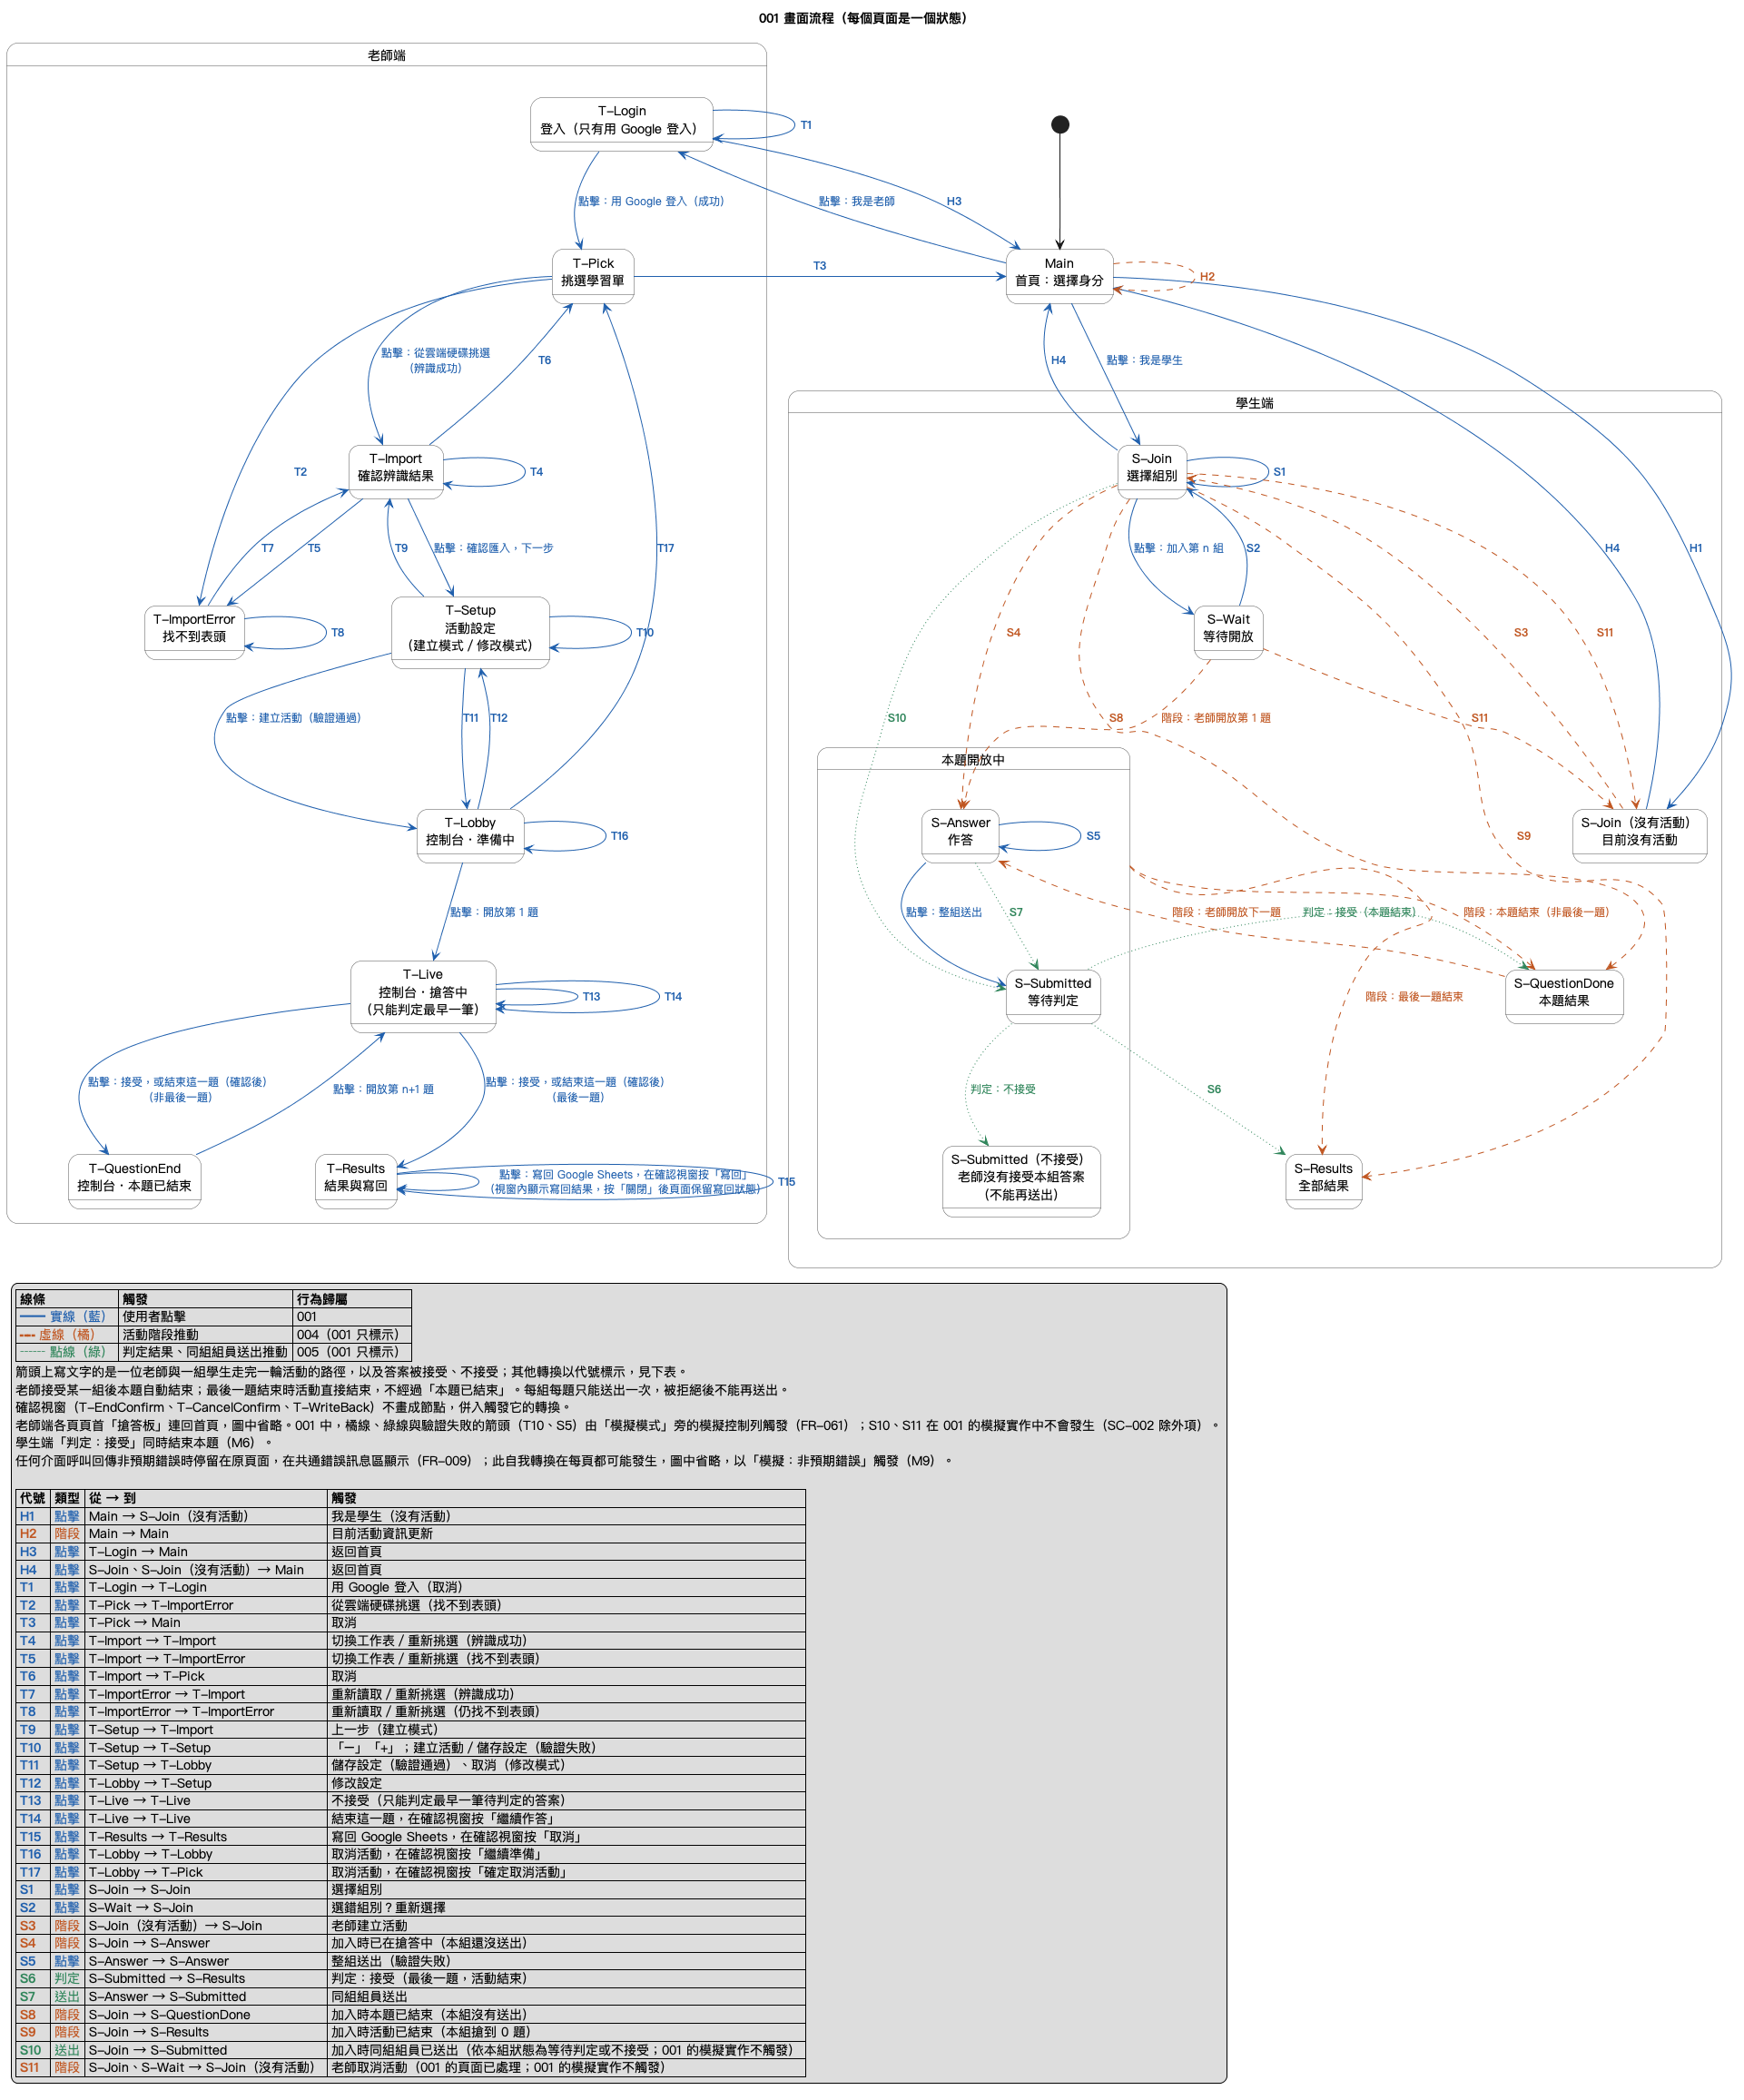 001 畫面流程（每個頁面是一個狀態）
老師端
T-Login
登入（只有用 Google 登入）
T1
點擊：用 Google 登入（成功）
點擊：我是老師
H3
T-Pick
挑選學習單
T3
Main
首頁：選擇身分
H2
點擊：從雲端硬碟挑選
（辨識成功）
T6
H4
點擊：我是學生
學生端
T-Import
確認辨識結果
T4
T2
S-Join
選擇組別
S1
T7
T5
T9
點擊：確認匯入，下一步
T17
點擊：加入第 n 組
S2
H4
H1
T-ImportError
找不到表頭
T8
T-Setup
活動設定
（建立模式 / 修改模式）
T10
S-Wait
等待開放
S4
S3
S11
點擊：建立活動（驗證通過）
T11
T12
S10
S8
階段：老師開放第 1 題
S11
本題開放中
T-Lobby
控制台・準備中
T16
S-Answer
作答
S5
S9
S-Join（沒有活動）
目前沒有活動
點擊：開放第 1 題
點擊：整組送出
S7
階段：老師開放下一題
判定：接受（本題結束）
階段：本題結束（非最後一題）
T-Live
控制台・搶答中
（只能判定最早一筆）
T13
T14
S-Submitted
等待判定
階段：最後一題結束
S-QuestionDone
本題結果
點擊：接受，或結束這一題（確認後）
（非最後一題）
點擊：開放第 n+1 題
點擊：接受，或結束這一題（確認後）
（最後一題）
判定：不接受
S6
T-QuestionEnd
控制台・本題已結束
T-Results
結果與寫回
點擊：寫回 Google Sheets，在確認視窗按「寫回」
（視窗內顯示寫回結果，按「關閉」後頁面保留寫回狀態）
T15
S-Submitted（不接受）
老師沒有接受本組答案
（不能再送出）
S-Results
全部結果
線條 觸發 行為歸屬
實線（藍） 使用者點擊 001
虛線（橘） 活動階段推動 004（001 只標示）
點線（綠） 判定結果、同組組員送出推動 005（001 只標示）
箭頭上寫文字的是一位老師與一組學生走完一輪活動的路徑，以及答案被接受、不接受；其他轉換以代號標示，見下表。
老師接受某一組後本題自動結束；最後一題結束時活動直接結束，不經過「本題已結束」。每組每題只能送出一次，被拒絕後不能再送出。
確認視窗（T-EndConfirm、T-CancelConfirm、T-WriteBack）不畫成節點，併入觸發它的轉換。
老師端各頁頁首「搶答板」連回首頁，圖中省略。001 中，橘線、綠線與驗證失敗的箭頭（T10、S5）由「模擬模式」旁的模擬控制列觸發（FR-061）；S10、S11 在 001 的模擬實作中不會發生（SC-002 除外項）。
學生端「判定：接受」同時結束本題（M6）。
任何介面呼叫回傳非預期錯誤時停留在原頁面，在共通錯誤訊息區顯示（FR-009）；此自我轉換在每頁都可能發生，圖中省略，以「模擬：非預期錯誤」觸發（M9）。
代號 類型 從 → 到 觸發
H1 點擊 Main → S-Join（沒有活動） 我是學生（沒有活動）
H2 階段 Main → Main 目前活動資訊更新
H3 點擊 T-Login → Main 返回首頁
H4 點擊 S-Join、S-Join（沒有活動）→ Main 返回首頁
T1 點擊 T-Login → T-Login 用 Google 登入（取消）
T2 點擊 T-Pick → T-ImportError 從雲端硬碟挑選（找不到表頭）
T3 點擊 T-Pick → Main 取消
T4 點擊 T-Import → T-Import 切換工作表 / 重新挑選（辨識成功）
T5 點擊 T-Import → T-ImportError 切換工作表 / 重新挑選（找不到表頭）
T6 點擊 T-Import → T-Pick 取消
T7 點擊 T-ImportError → T-Import 重新讀取 / 重新挑選（辨識成功）
T8 點擊 T-ImportError → T-ImportError 重新讀取 / 重新挑選（仍找不到表頭）
T9 點擊 T-Setup → T-Import 上一步（建立模式）
T10 點擊 T-Setup → T-Setup 「−」「+」；建立活動 / 儲存設定（驗證失敗）
T11 點擊 T-Setup → T-Lobby 儲存設定（驗證通過）、取消（修改模式）
T12 點擊 T-Lobby → T-Setup 修改設定
T13 點擊 T-Live → T-Live 不接受（只能判定最早一筆待判定的答案）
T14 點擊 T-Live → T-Live 結束這一題，在確認視窗按「繼續作答」
T15 點擊 T-Results → T-Results 寫回 Google Sheets，在確認視窗按「取消」
T16 點擊 T-Lobby → T-Lobby 取消活動，在確認視窗按「繼續準備」
T17 點擊 T-Lobby → T-Pick 取消活動，在確認視窗按「確定取消活動」
S1 點擊 S-Join → S-Join 選擇組別
S2 點擊 S-Wait → S-Join 選錯組別？重新選擇
S3 階段 S-Join（沒有活動）→ S-Join 老師建立活動
S4 階段 S-Join → S-Answer 加入時已在搶答中（本組還沒送出）
S5 點擊 S-Answer → S-Answer 整組送出（驗證失敗）
S6 判定 S-Submitted → S-Results 判定：接受（最後一題，活動結束）
S7 送出 S-Answer → S-Submitted 同組組員送出
S8 階段 S-Join → S-QuestionDone 加入時本題已結束（本組沒有送出）
S9 階段 S-Join → S-Results 加入時活動已結束（本組搶到 0 題）
S10 送出 S-Join → S-Submitted 加入時同組組員已送出（依本組狀態為等待判定或不接受；001 的模擬實作不觸發）
S11 階段 S-Join、S-Wait → S-Join（沒有活動） 老師取消活動（001 的頁面已處理；001 的模擬實作不觸發）